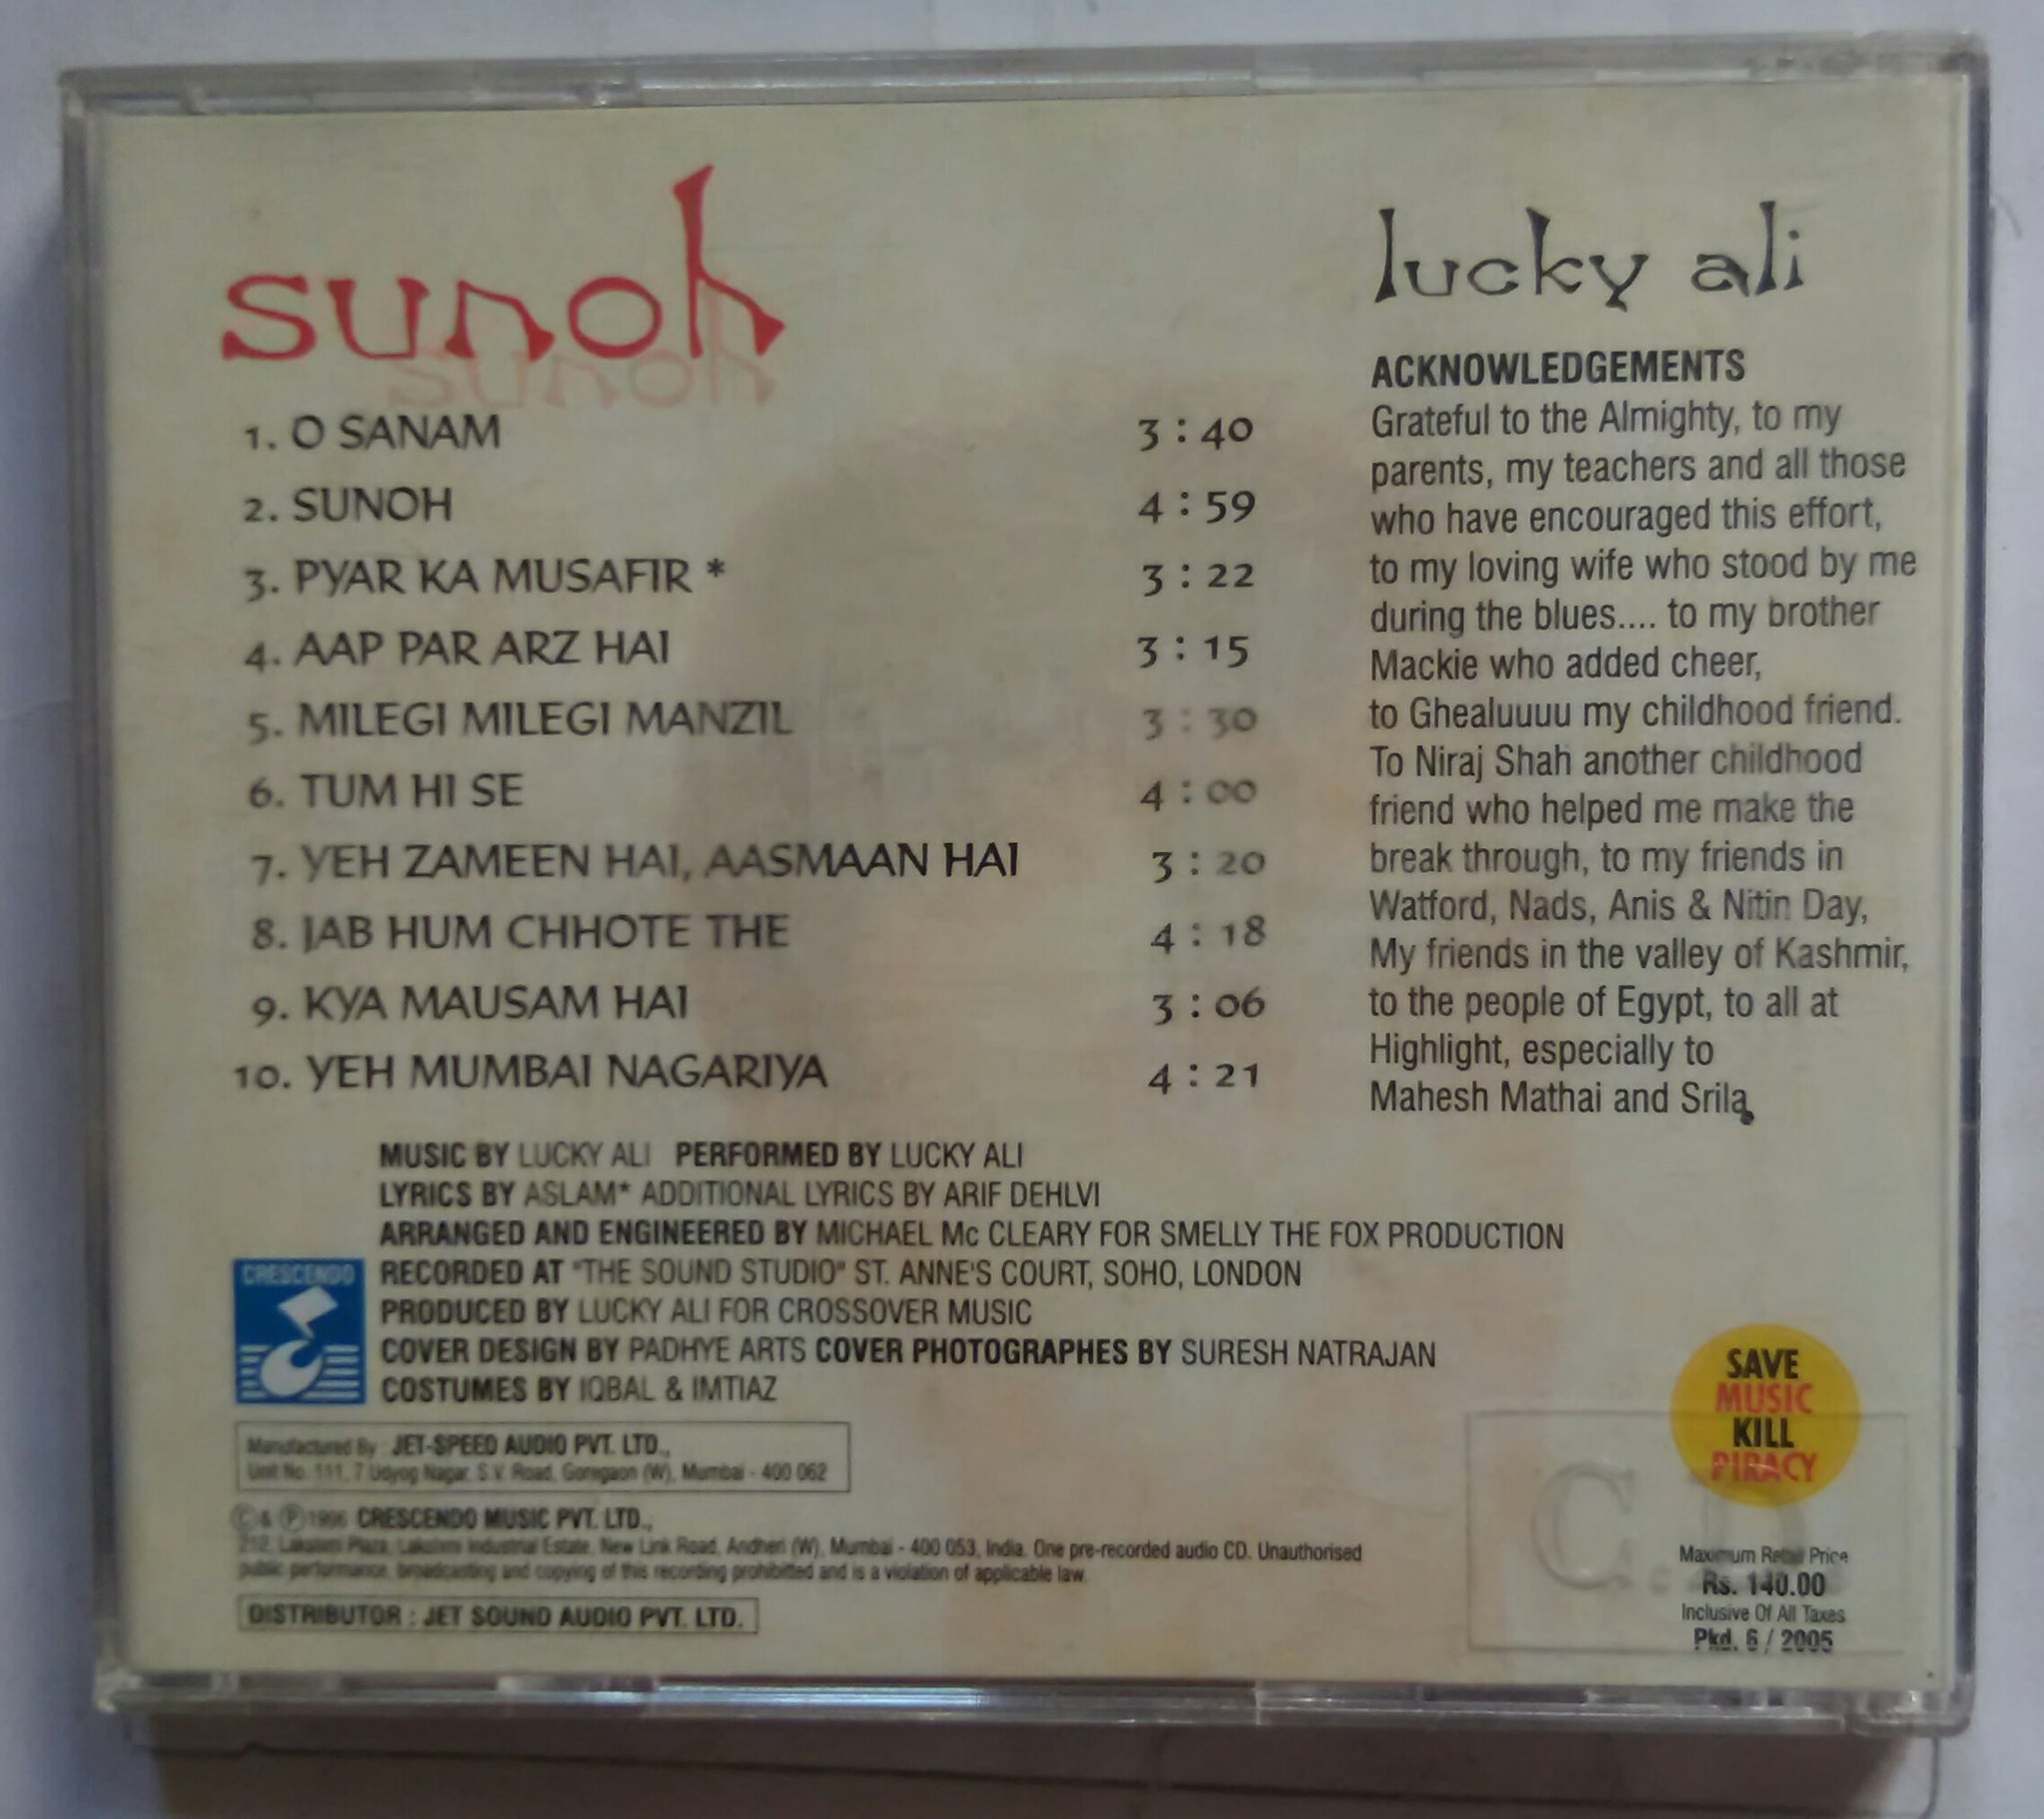 sunoh
sunoh
1. O SANAM 3 : 40
2. SUNOH 4 : 59
3. PYAR KA MUSAFIR * 3 : 22
4. AAP PAR ARZ HAI 3 : 15
5. MILEGI MILEGI MANZIL 3 : 30
6. TUM HI SE 4 : 00
7. YEH ZAMEEN HAI, AASMAAN HAI 3 : 20
8. JAB HUM CHHOTE THE 4 : 18
9. KYA MAUSAM HAI 3 : 06
10. YEH MUMBAI NAGARIYA 4 : 21
lucky ali
ACKNOWLEDGEMENTS
Grateful to the Almighty, to my
parents, my teachers and all those
who have encouraged this effort,
to my loving wife who stood by me
during the blues.... to my brother
Mackie who added cheer,
to Ghealuuuu my childhood friend.
To Niraj Shah another childhood
friend who helped me make the
break through, to my friends in
Watford, Nads, Anis & Nitin Day,
My friends in the valley of Kashmir,
to the people of Egypt, to all at
Highlight, especially to
Mahesh Mathai and Srila
MUSIC BY LUCKY ALI PERFORMED BY LUCKY ALI
LYRICS BY ASLAM* ADDITIONAL LYRICS BY ARIF DEHLVI
ARRANGED AND ENGINEERED BY MICHAEL Mc CLEARY FOR SMELLY THE FOX PRODUCTION
RECORDED AT "THE SOUND STUDIO" ST. ANNE'S COURT, SOHO, LONDON
PRODUCED BY LUCKY ALI FOR CROSSOVER MUSIC
COVER DESIGN BY PADHYE ARTS COVER PHOTOGRAPHES BY SURESH NATRAJAN
COSTUMES BY IQBAL & IMTIAZ
CRESCENDO
Manufactured By : JET-SPEED AUDIO PVT. LTD.,
Unit No. 111, 7 Udyog Nagar, S.V. Road, Goregaon (W), Mumbai - 400 062
© & ℗ 1996 CRESCENDO MUSIC PVT. LTD.,
212, Lakshmi Plaza, Lakshmi Industrial Estate, New Link Road, Andheri (W), Mumbai - 400 053, India. One pre-recorded audio CD. Unauthorised
public performance, broadcasting and copying of this recording prohibitted and is a violation of applicable law.
DISTRIBUTOR : JET SOUND AUDIO PVT. LTD.
SAVE
MUSIC
KILL
PIRACY
C.D
Maximum Retail Price
Rs. 140.00
Inclusive Of All Taxes
Pkd. 6 / 2005